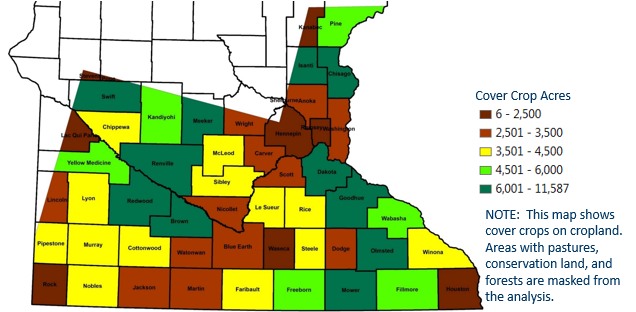 Kanabec
Pine
Isanti
Chisago
Stevens
Swift
Kandiyohi
Meeker
Wright
Sherburne
Anoka
Hennepin
Ramsey
Washington
Lac Qui Parle
Chippewa
Yellow Medicine
Renville
McLeod
Carver
Scott
Dakota
Sibley
Lincoln
Lyon
Redwood
Brown
Nicollet
Le Sueur
Rice
Goodhue
Wabasha
Pipestone
Murray
Cottonwood
Watonwan
Blue Earth
Waseca
Steele
Dodge
Olmsted
Winona
Rock
Nobles
Jackson
Martin
Faribault
Freeborn
Mower
Fillmore
Houston
Cover Crop Acres
6 - 2,500
2,501 - 3,500
3,501 - 4,500
4,501 - 6,000
6,001 - 11,587
NOTE: This map shows
cover crops on cropland.
Areas with pastures,
conservation land, and
forests are masked from
the analysis.